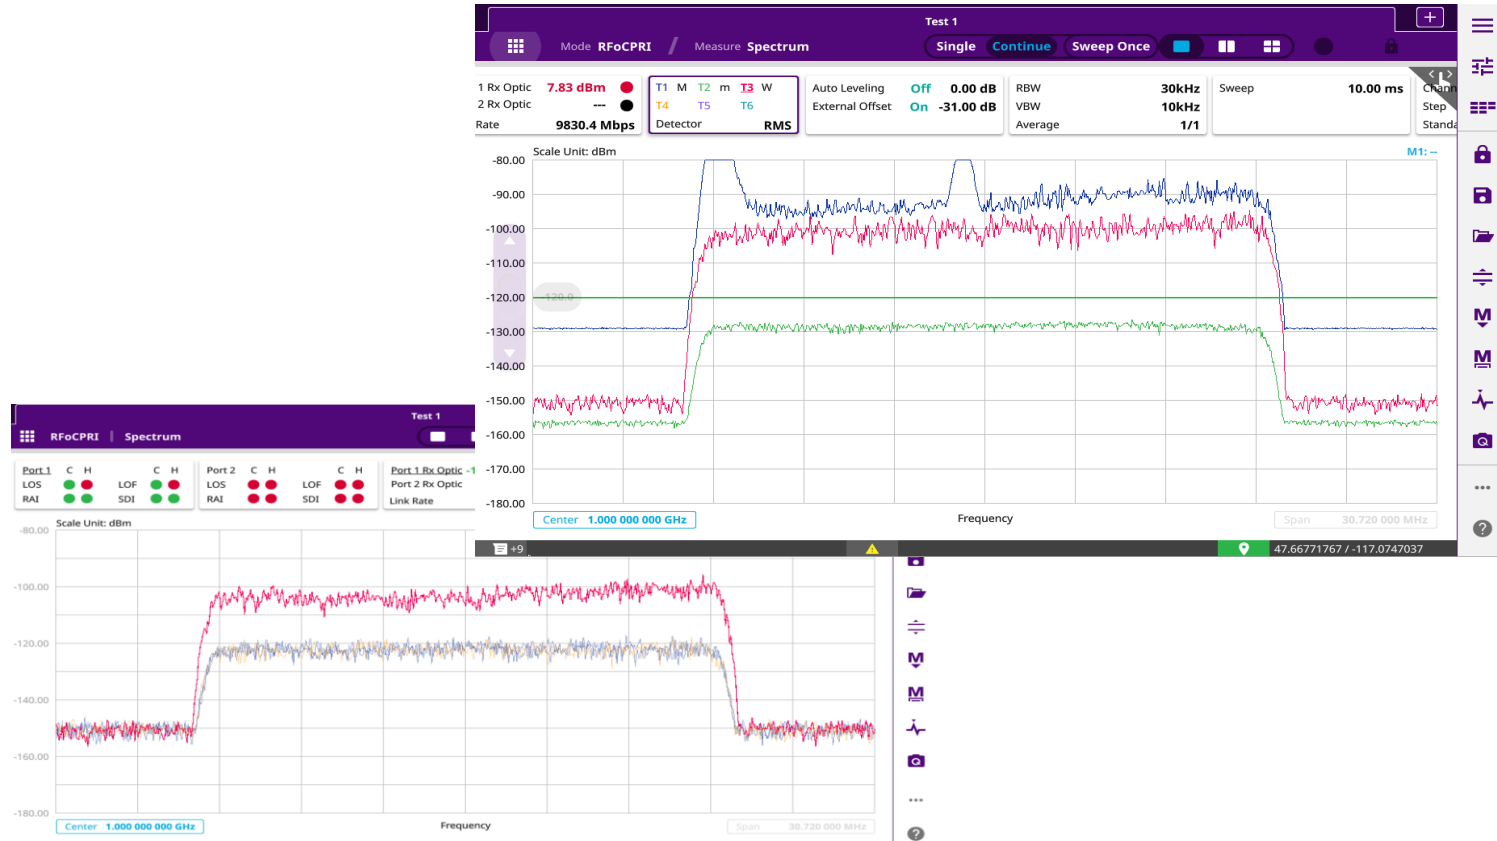 Test 1
+
Mode RFoCPRI / Measure Spectrum
Single Continue Sweep Once
1 Rx Optic 7.83 dBm
2 Rx Optic ---
Rate 9830.4 Mbps
T1 M T2 m T3 W
T4 T5 T6
Detector RMS
Auto Leveling Off 0.00 dB
External Offset On -31.00 dB
RBW 30kHz
VBW 10kHz
Average 1/1
Sweep 10.00 ms
Chann
Step
Standa
Scale Unit: dBm
M1: --
-80.00
-90.00
-100.00
-110.00
-120.00
-120.0
-130.00
-140.00
-150.00
-160.00
-170.00
-180.00
Center 1.000 000 000 GHz
Frequency
Span 30.720 000 MHz
+9
47.66771767 / -117.0747037
M
M
Test 1
RFoCPRI | Spectrum
Port 1 C H C H
LOS LOF
RAI SDI
Port 2 C H C H
LOS LOF
RAI SDI
Port 1 Rx Optic -1
Port 2 Rx Optic
Link Rate
Scale Unit: dBm
-80.00
-100.00
-120.00
-140.00
-160.00
-180.00
Center 1.000 000 000 GHz
Frequency
Span 30.720 000 MHz
M
M